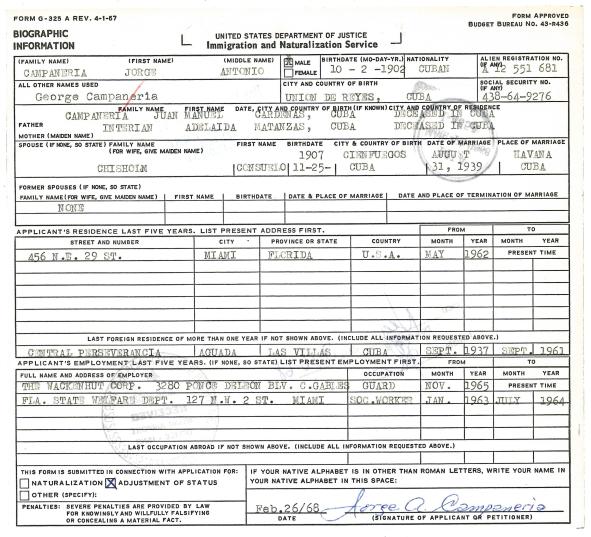 FORM G-325 A REV. 4-1-67
FORM APPROVED
BUDGET BUREAU NO. 43-R436
BIOGRAPHIC INFORMATION
UNITED STATES DEPARTMENT OF JUSTICE
Immigration and Naturalization Service
(FAMILY NAME) (FIRST NAME) (MIDDLE NAME) MALE FEMALE BIRTHDATE (MO-DAY-YR.) NATIONALITY ALIEN REGISTRATION NO. (IF ANY)
CAMPANERIA JORGE ANTONIO X 10 - 2 -1902 CUBAN A 12 551 681
ALL OTHER NAMES USED CITY AND COUNTRY OF BIRTH SOCIAL SECURITY NO. (IF ANY)
George Campaneria UNION DE REYES, CUBA 438-64-9276
FAMILY NAME FIRST NAME DATE, CITY AND COUNTRY OF BIRTH (IF KNOWN) CITY AND COUNTRY OF RESIDENCE
FATHER CAMPANERIA JUAN MANUEL CARDENAS, CUBA DECEASED IN CUBA
MOTHER (MAIDEN NAME) INTERIAN ADELAIDA MATANZAS, CUBA DECEASED IN CUBA
SPOUSE (IF NONE, SO STATE) FAMILY NAME (FOR WIFE, GIVE MAIDEN NAME) FIRST NAME BIRTHDATE CITY & COUNTRY OF BIRTH DATE OF MARRIAGE PLACE OF MARRIAGE
1907 CIENFUEGOS AUGUST HAVANA
CHISHOLM CONSUELO 11-25- CUBA 31, 1939 CUBA
FORMER SPOUSES (IF NONE, SO STATE)
FAMILY NAME (FOR WIFE, GIVE MAIDEN NAME) FIRST NAME BIRTHDATE DATE & PLACE OF MARRIAGE DATE AND PLACE OF TERMINATION OF MARRIAGE
NONE
APPLICANT'S RESIDENCE LAST FIVE YEARS. LIST PRESENT ADDRESS FIRST. FROM TO
STREET AND NUMBER CITY PROVINCE OR STATE COUNTRY MONTH YEAR MONTH YEAR
456 N.E. 29 ST. MIAMI FLORIDA U.S.A. MAY 1962 PRESENT TIME
LAST FOREIGN RESIDENCE OF MORE THAN ONE YEAR IF NOT SHOWN ABOVE. (INCLUDE ALL INFORMATION REQUESTED ABOVE.)
CENTRAL PERSEVERANCIA AGUADA LAS VILLAS CUBA SEPT. 1937 SEPT. 1961
APPLICANT'S EMPLOYMENT LAST FIVE YEARS. (IF NONE, SO STATE) LIST PRESENT EMPLOYMENT FIRST. FROM TO
FULL NAME AND ADDRESS OF EMPLOYER OCCUPATION MONTH YEAR MONTH YEAR
THE WACKENHUT CORP. 3280 PONCE DELEON BLV. C.GABLES GUARD NOV. 1965 PRESENT TIME
FLA. STATE WELFARE DEPT. 127 N.W. 2 ST. MIAMI SOC.WORKER JAN. 1963 JULY 1964
LAST OCCUPATION ABROAD IF NOT SHOWN ABOVE. (INCLUDE ALL INFORMATION REQUESTED ABOVE.)
THIS FORM IS SUBMITTED IN CONNECTION WITH APPLICATION FOR:
NATURALIZATION X ADJUSTMENT OF STATUS
OTHER (SPECIFY):
IF YOUR NATIVE ALPHABET IS IN OTHER THAN ROMAN LETTERS, WRITE YOUR NAME IN YOUR NATIVE ALPHABET IN THIS SPACE:
PENALTIES: SEVERE PENALTIES ARE PROVIDED BY LAW FOR KNOWINGLY AND WILLFULLY FALSIFYING OR CONCEALING A MATERIAL FACT.
Feb.26/68 Jorge A. Campaneria
DATE (SIGNATURE OF APPLICANT OR PETITIONER)